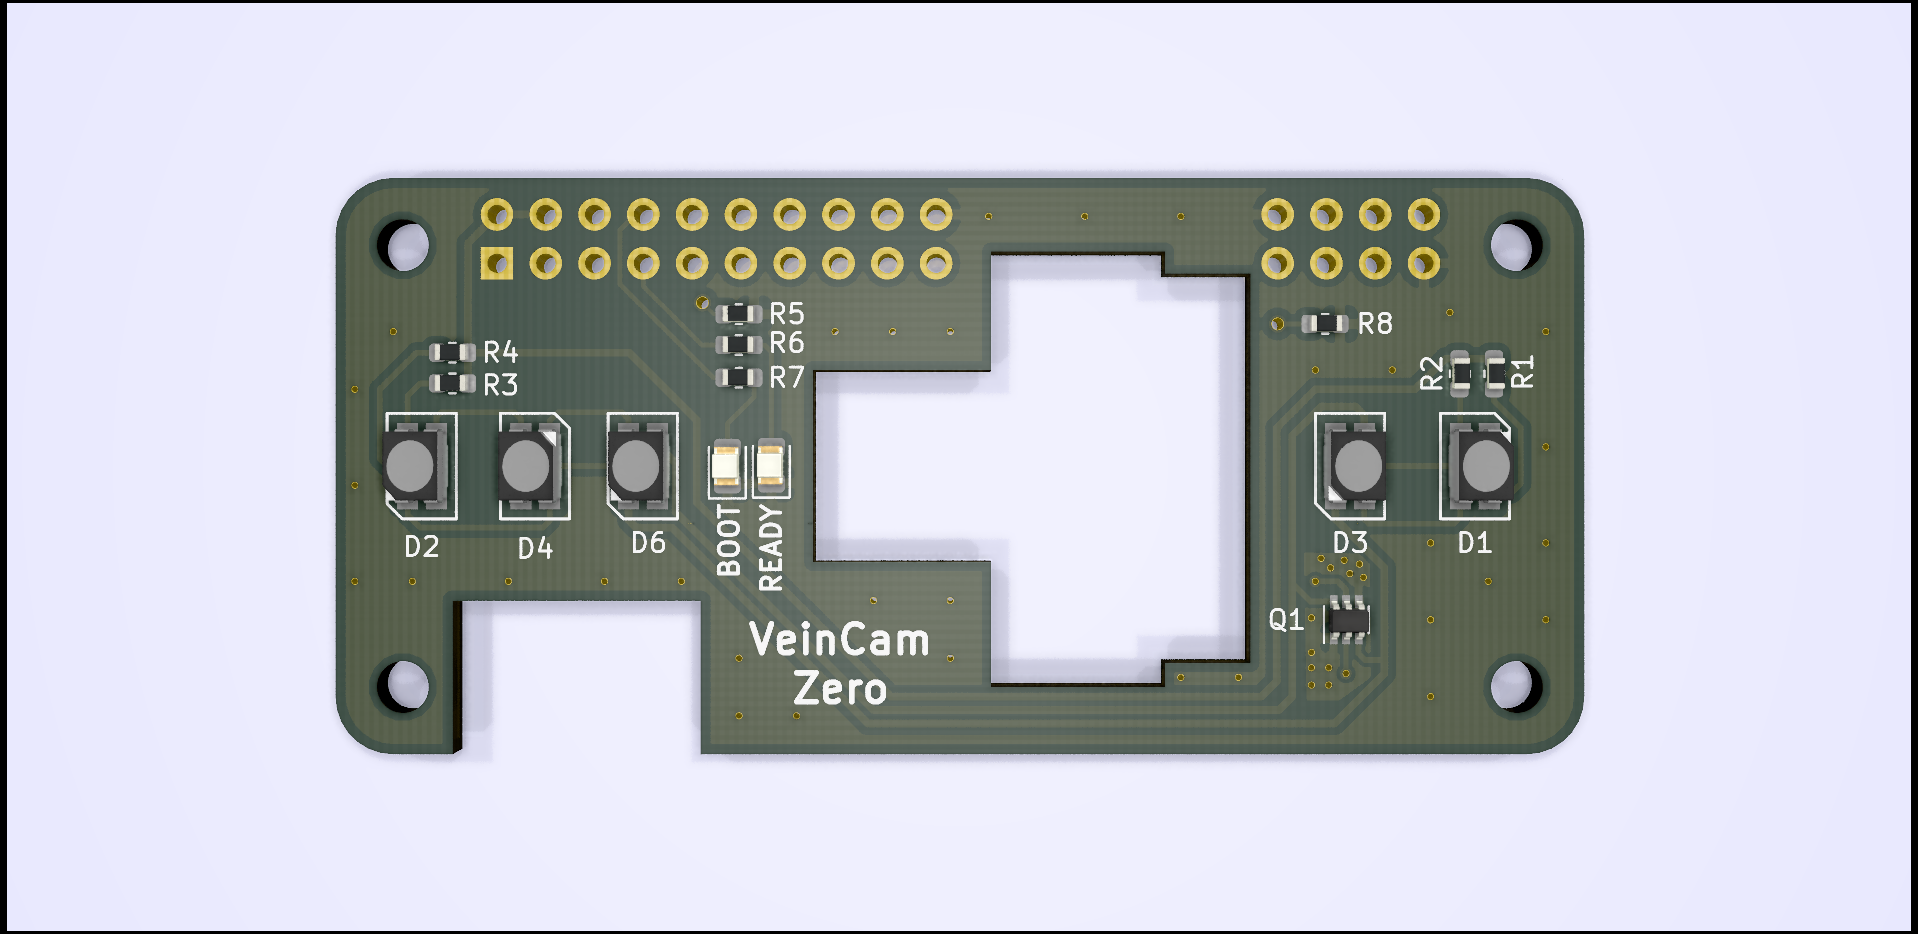 R5
R6
R7
R8
R4
R3
R2
R1
D2
D4
D6
BOOT
READY
D3
D1
Q1
VeinCam
Zero